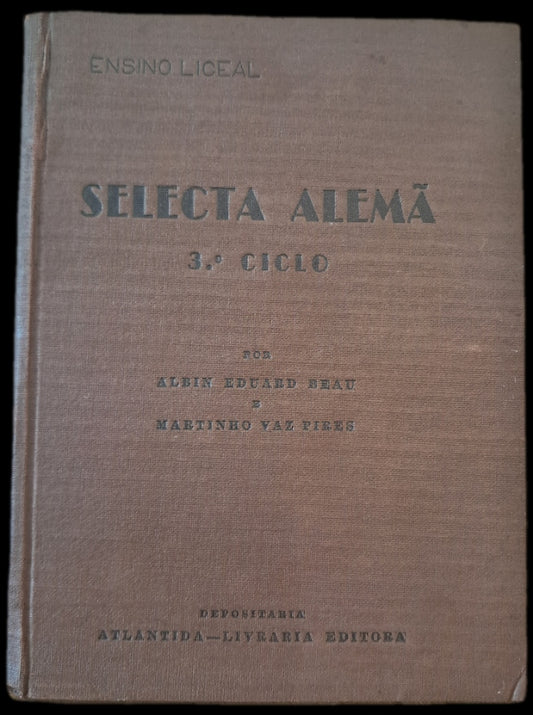 ENSINO LICEAL
SELECTA ALEMÃ
3.º CICLO
POR
ALBIN EDUARD BEAU
E
MARTINHO VAZ PIRES
DEPOSITARIA
ATLANTIDA—LIVRARIA EDITORA